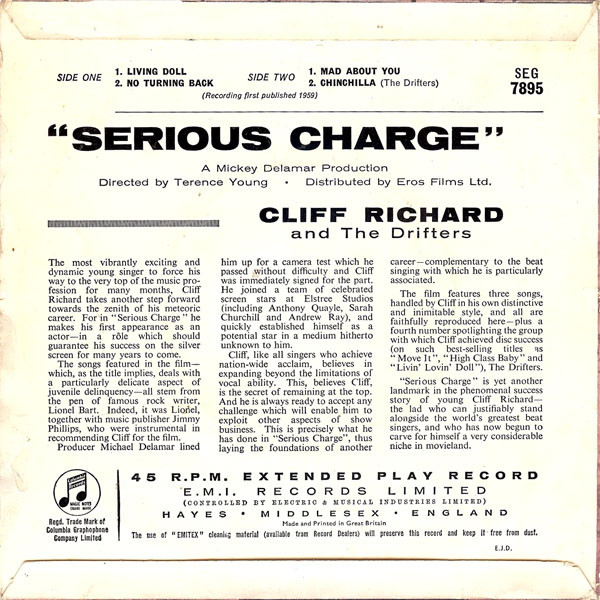 SIDE ONE 1. LIVING DOLL
2. NO TURNING BACK
SIDE TWO 1. MAD ABOUT YOU
2. CHINCHILLA (The Drifters)
(Recording first published 1959)
SEG
7895
"SERIOUS CHARGE"
A Mickey Delamar Production
Directed by Terence Young • Distributed by Eros Films Ltd.
CLIFF RICHARD
and The Drifters
The most vibrantly exciting and
dynamic young singer to force his
way to the very top of the music pro-
fession for many months, Cliff
Richard takes another step forward
towards the zenith of his meteoric
career. For in "Serious Charge" he
makes his first appearance as an
actor—in a rôle which should
guarantee his success on the silver
screen for many years to come.
The songs featured in the film—
which, as the title implies, deals with
a particularly delicate aspect of
juvenile delinquency—all stem from
the pen of famous rock writer,
Lionel Bart. Indeed, it was Lionel,
together with music publisher Jimmy
Phillips, who were instrumental in
recommending Cliff for the film.
Producer Michael Delamar lined
him up for a camera test which he
passed without difficulty and Cliff
was immediately signed for the part.
He joined a team of celebrated
screen stars at Elstree Studios
(including Anthony Quayle, Sarah
Churchill and Andrew Ray), and
quickly established himself as a
potential star in a medium hitherto
unknown to him.
Cliff, like all singers who achieve
nation-wide acclaim, believes in
expanding beyond the limitations of
vocal ability. This, believes Cliff,
is the secret of remaining at the top.
And he is always ready to accept any
challenge which will enable him to
exploit other aspects of show
business. This is precisely what he
has done in "Serious Charge", thus
laying the foundations of another
career—complementary to the beat
singing with which he is particularly
associated.
The film features three songs,
handled by Cliff in his own distinctive
and inimitable style, and all are
faithfully reproduced here—plus a
fourth number spotlighting the group
with which Cliff achieved disc success
(on such best-selling titles as
"Move It", "High Class Baby" and
"Livin' Lovin' Doll"), The Drifters.
"Serious Charge" is yet another
landmark in the phenomenal success
story of young Cliff Richard—
the lad who can justifiably stand
alongside the world's greatest beat
singers, and who has now begun to
carve for himself a very considerable
niche in movieland.
Columbia
MAGIC NOTES
TRADE MARK
Regd. Trade Mark of
Columbia Graphophone
Company Limited
45 R.P.M. EXTENDED PLAY RECORD
E.M.I. RECORDS LIMITED
(CONTROLLED BY ELECTRIC & MUSICAL INDUSTRIES LIMITED)
HAYES • MIDDLESEX • ENGLAND
Made and Printed in Great Britain
The use of "EMITEX" cleaning material (available from Record Dealers) will preserve this record and keep it free from dust.
E.J.D.